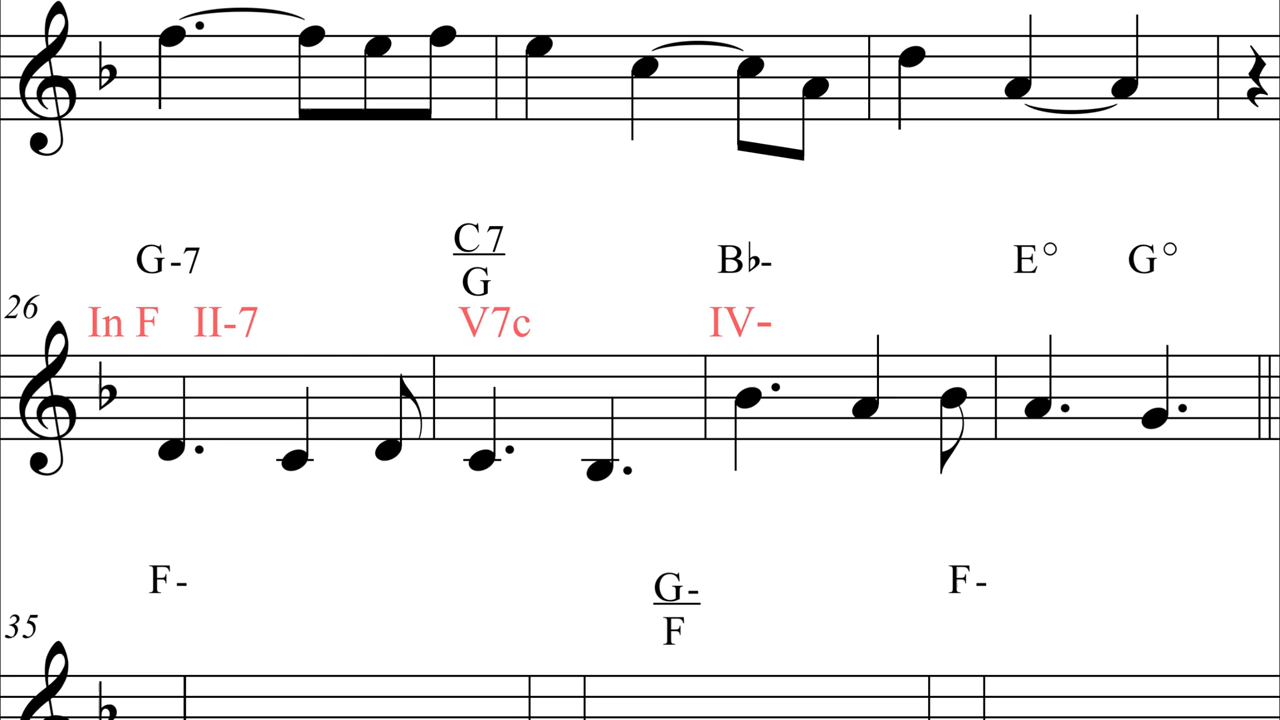 G-7 C7 B♭- E° G°
G
26
In F II-7 V7c IV-
F- G- F-
35
F